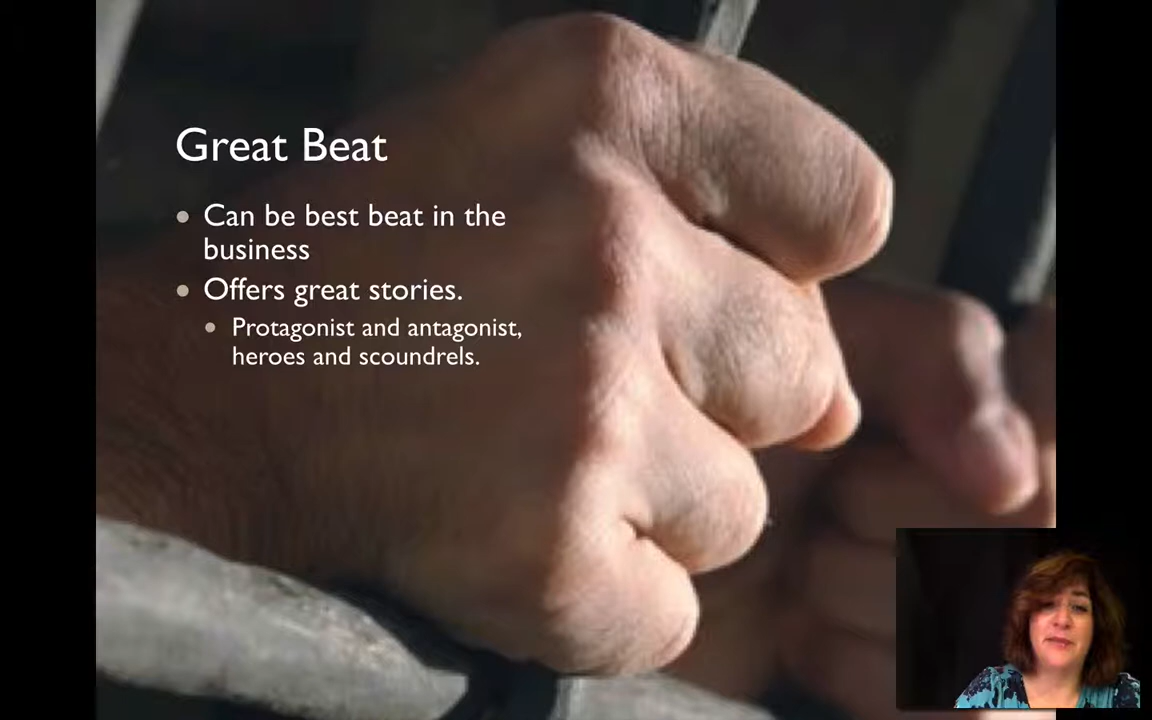 Great Beat
Can be best beat in the
business
Offers great stories.
Protagonist and antagonist,
heroes and scoundrels.